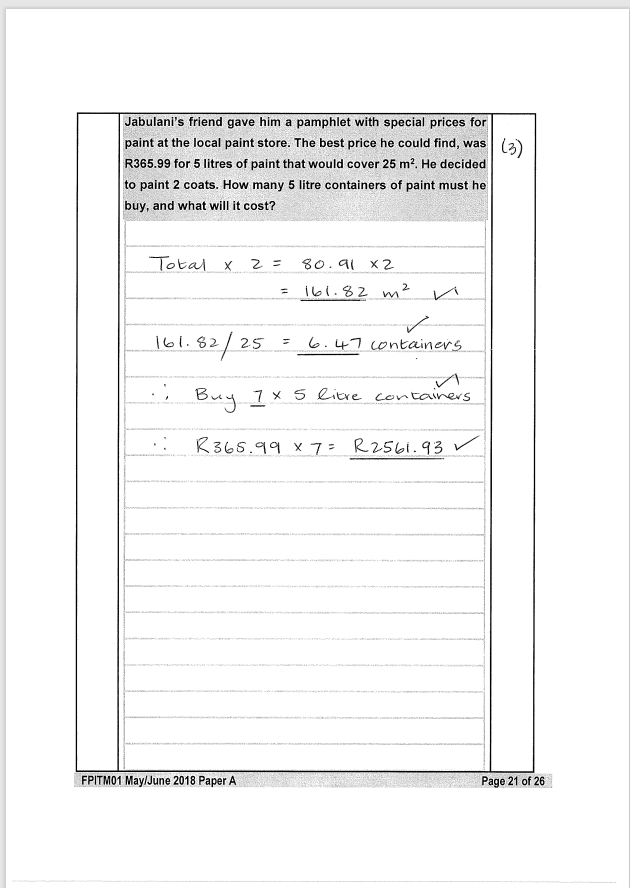 Jabulani's friend gave him a pamphlet with special prices for
paint at the local paint store. The best price he could find, was
R365.99 for 5 litres of paint that would cover 25 m². He decided
to paint 2 coats. How many 5 litre containers of paint must he
buy, and what will it cost?
(3)
Total x 2 = 80.91 x2
= 161.82 m² ✓
161.82/25 = 6.47 containers ✓
∴ Buy 7 x 5 litre containers ✓
∴ R365.99 x 7 = R2561.93 ✓
FPITM01 May/June 2018 Paper A
Page 21 of 26